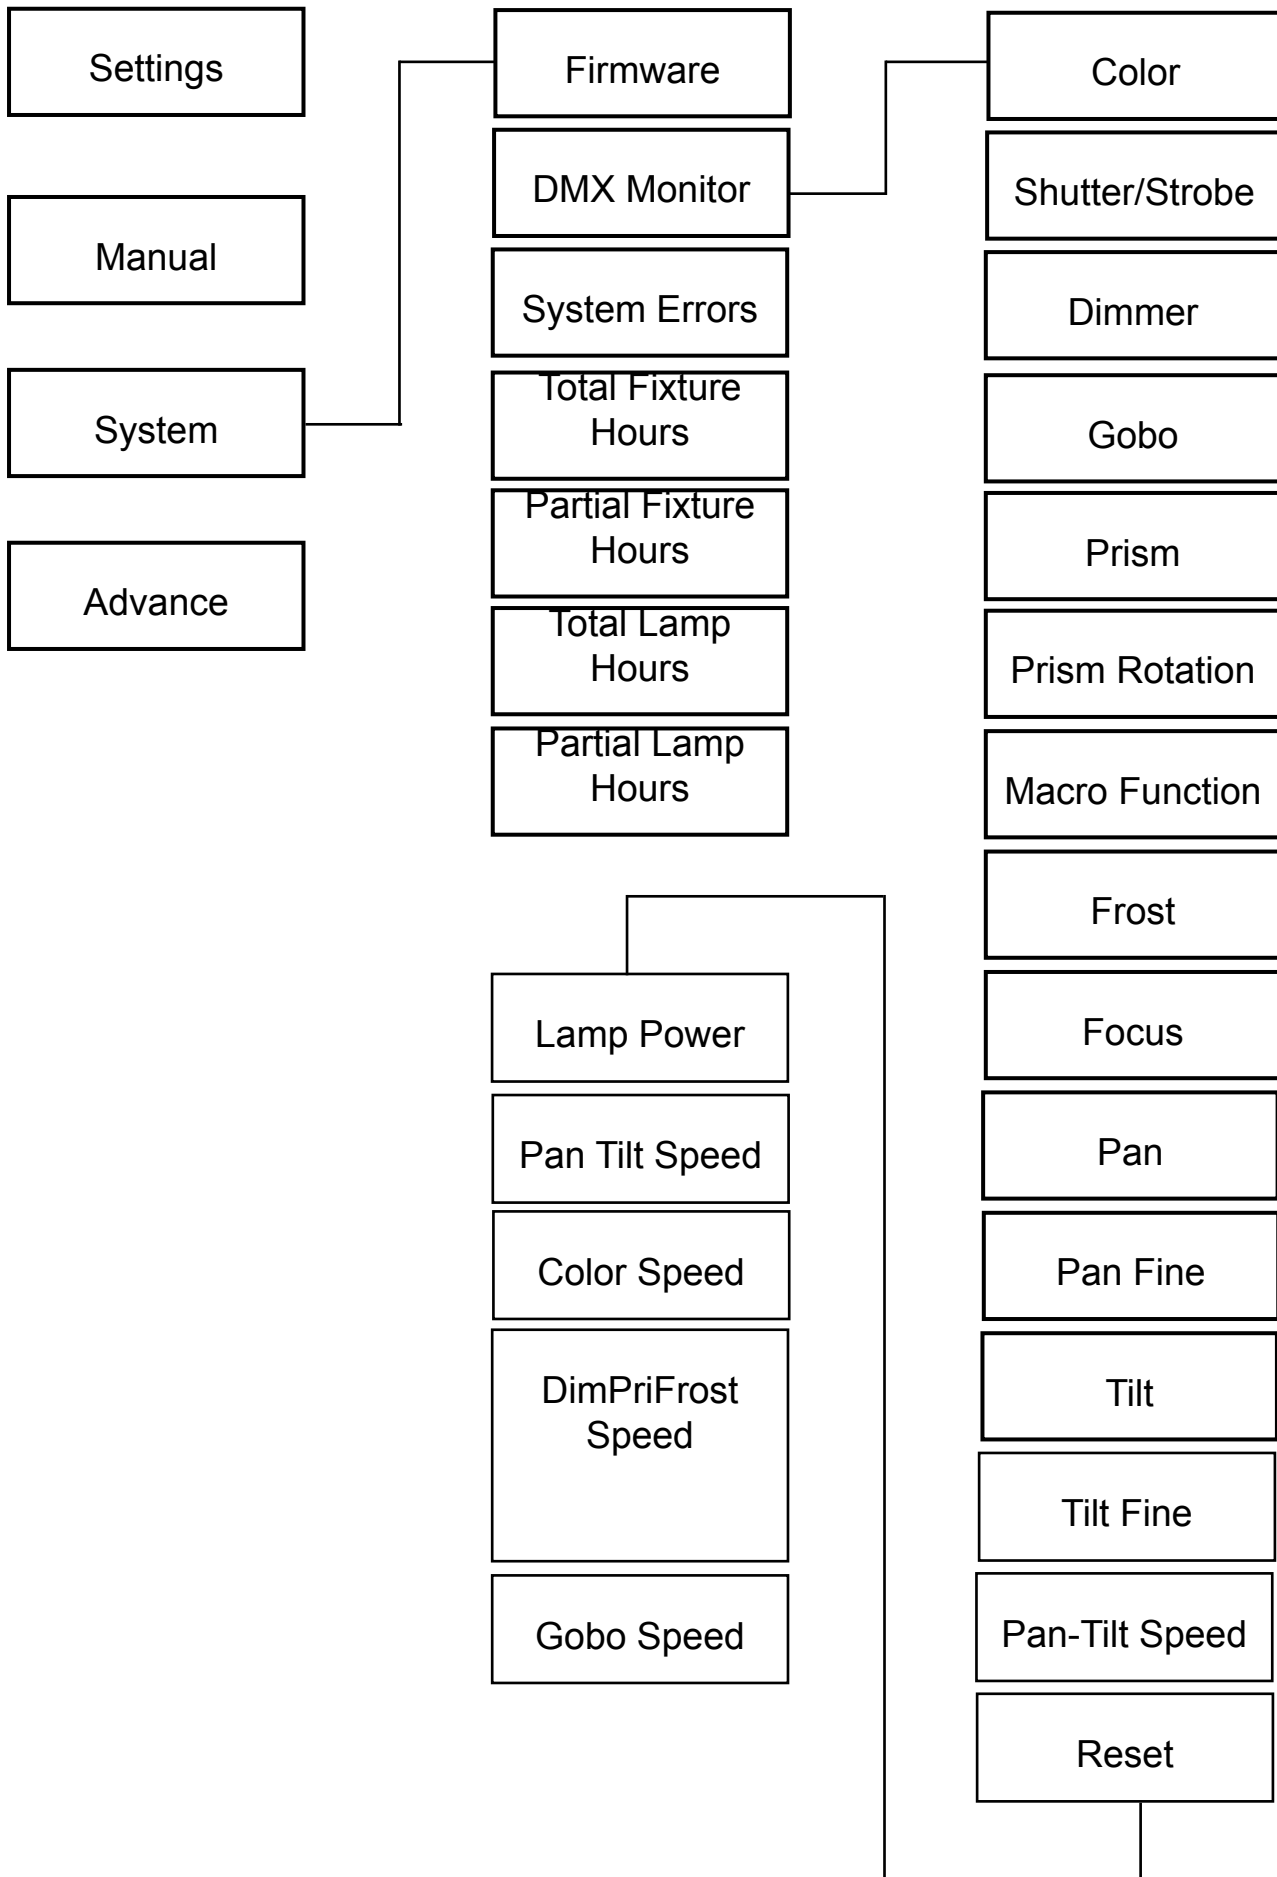 Settings
Manual
System
Advance
Firmware
DMX Monitor
System Errors
Total Fixture
Hours
Partial Fixture
Hours
Total Lamp
Hours
Partial Lamp
Hours
Lamp Power
Pan Tilt Speed
Color Speed
DimPriFrost
Speed
Gobo Speed
Color
Shutter/Strobe
Dimmer
Gobo
Prism
Prism Rotation
Macro Function
Frost
Focus
Pan
Pan Fine
Tilt
Tilt Fine
Pan-Tilt Speed
Reset